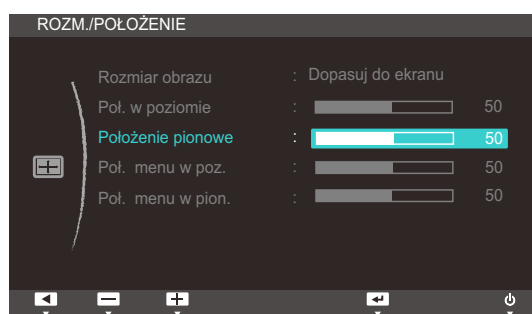 ROZM./POŁOŻENIE
Rozmiar obrazu : Dopasuj do ekranu
Poł. w poziomie : 50
Położenie pionowe : 50
Poł. menu w poz. : 50
Poł. menu w pion. : 50